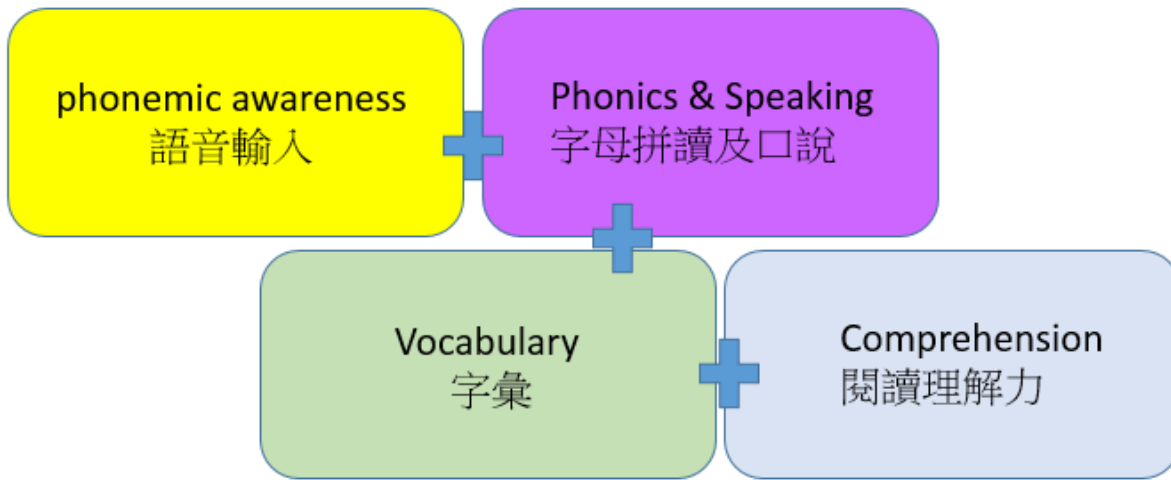 phonemic awareness
語音輸入
Phonics & Speaking
字母拼讀及口說
Vocabulary
字彙
Comprehension
閱讀理解力